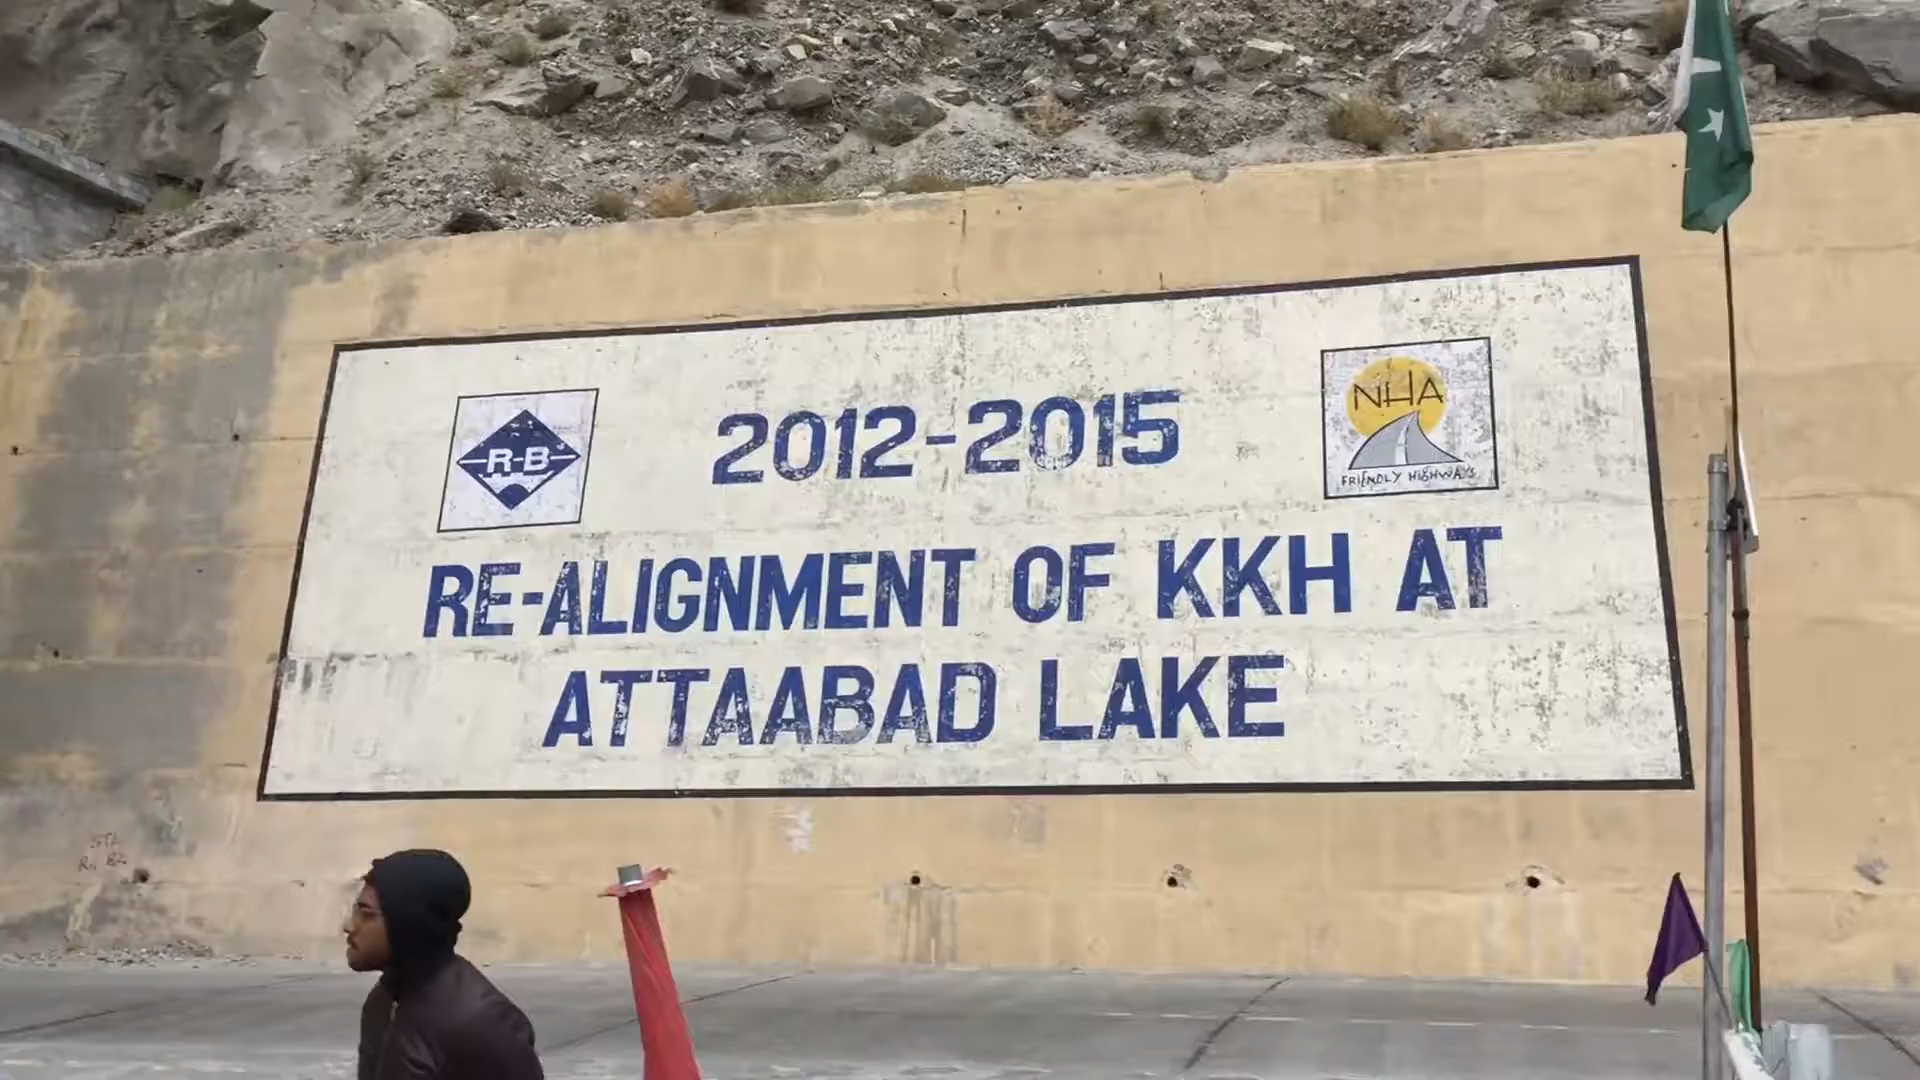 R-B
2012-2015
NHA
FRIENDLY HIGHWAYS
RE-ALIGNMENT OF KKH AT
ATTAABAD LAKE